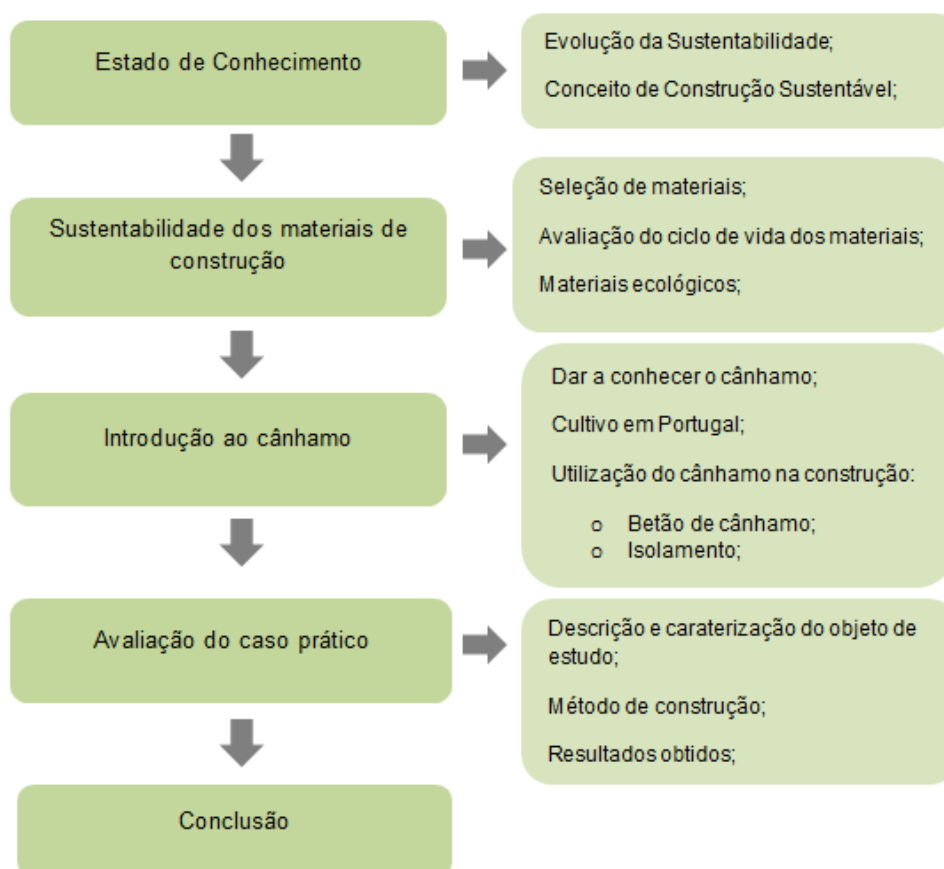 Estado de Conhecimento
Evolução da Sustentabilidade;
Conceito de Construção Sustentável;
Sustentabilidade dos materiais de
construção
Seleção de materiais;
Avaliação do ciclo de vida dos materiais;
Materiais ecológicos;
Introdução ao cânhamo
Dar a conhecer o cânhamo;
Cultivo em Portugal;
Utilização do cânhamo na construção:
o Betão de cânhamo;
o Isolamento;
Avaliação do caso prático
Descrição e caraterização do objeto de
estudo;
Método de construção;
Resultados obtidos;
Conclusão